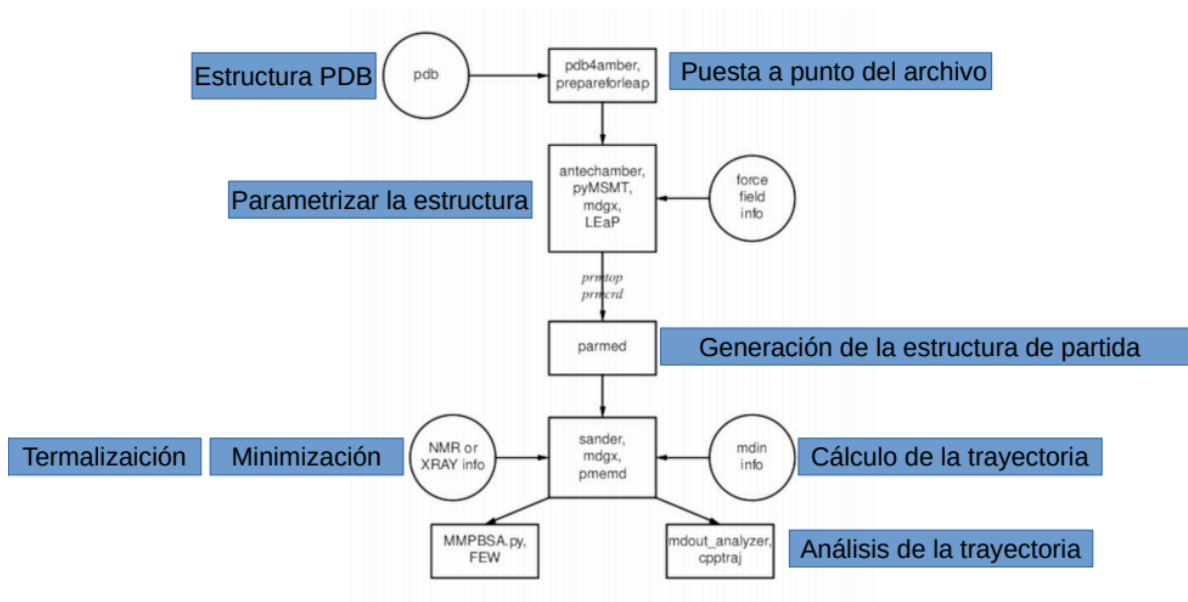 Estructura PDB
pdb
pdb4amber,
prepareforleap
Puesta a punto del archivo
Parametrizar la estructura
antechamber,
pyMSMT,
mdgx,
LEaP
force
field
info
prmtop
prmcrd
parmed
Generación de la estructura de partida
Termalizaición
Minimización
NMR or
XRAY info
sander,
mdgx,
pmemd
mdin
info
Cálculo de la trayectoria
MMPBSA.py,
FEW
mdout_analyzer,
cpptraj
Análisis de la trayectoria